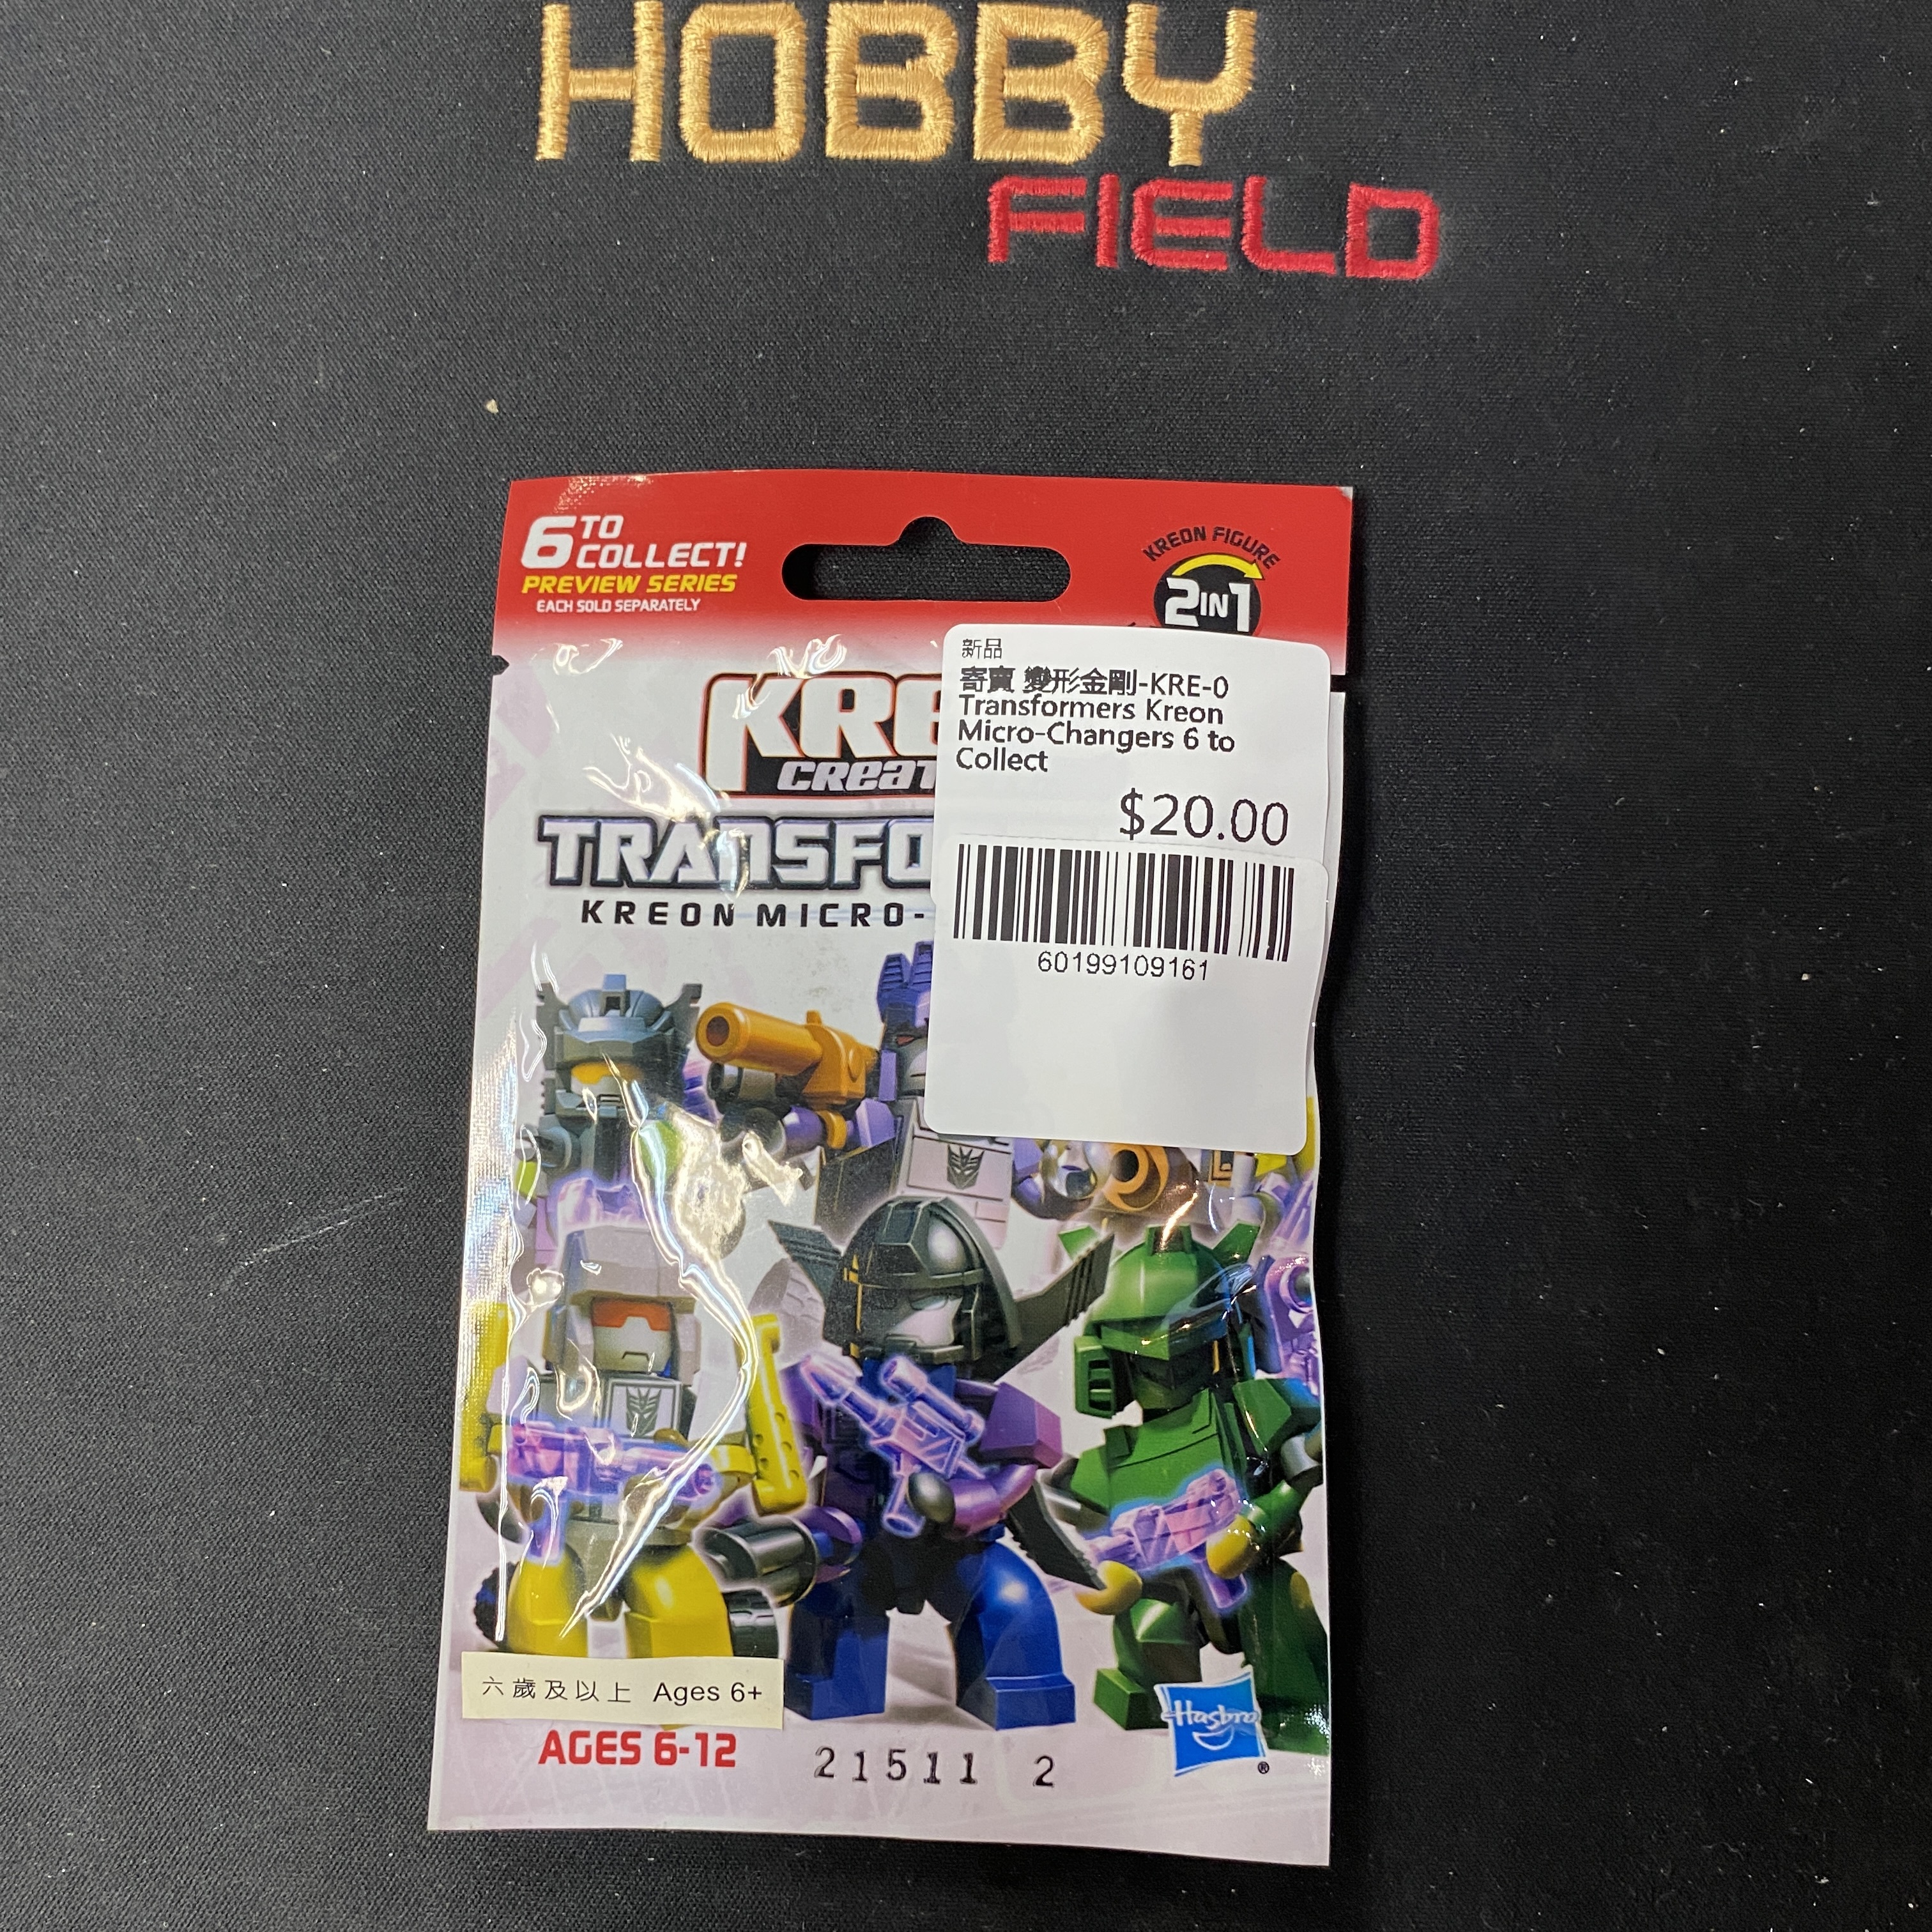 HOBBY
FIELD
6 TO
COLLECT!
PREVIEW SERIES
EACH SOLD SEPARATELY
KREON FIGURE
2 IN 1
新品
寄賣 變形金剛-KRE-0
Transformers Kreon
Micro-Changers 6 to
Collect
$20.00
60199109161
KRE
CREAT
TRANSFO
KREON MICRO-
六歲及以上 Ages 6+
AGES 6-12
21511 2
Hasbro
®